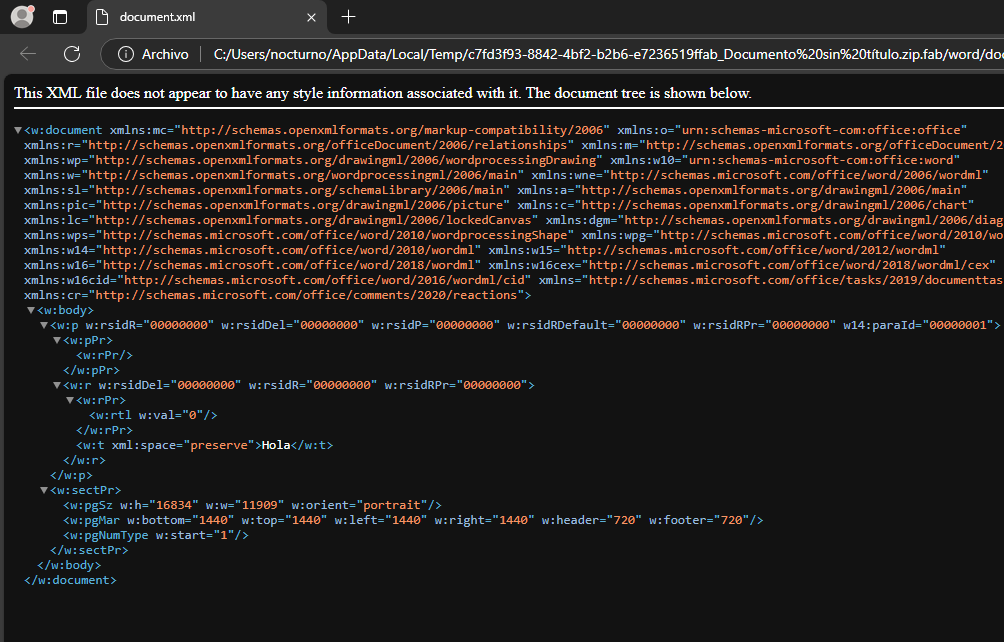 document.xml
Archivo C:/Users/nocturno/AppData/Local/Temp/c7fd3f93-8842-4bf2-b2b6-e7236519ffab_Documento%20sin%20título.zip.fab/word/do
This XML file does not appear to have any style information associated with it. The document tree is shown below.
<w:document xmlns:mc="http://schemas.openxmlformats.org/markup-compatibility/2006" xmlns:o="urn:schemas-microsoft-com:office:office"
xmlns:r="http://schemas.openxmlformats.org/officeDocument/2006/relationships" xmlns:m="http://schemas.openxmlformats.org/officeDocument/2
xmlns:wp="http://schemas.openxmlformats.org/drawingml/2006/wordprocessingDrawing" xmlns:w10="urn:schemas-microsoft-com:office:word"
xmlns:w="http://schemas.openxmlformats.org/wordprocessingml/2006/main" xmlns:wne="http://schemas.microsoft.com/office/word/2006/wordml"
xmlns:sl="http://schemas.openxmlformats.org/schemaLibrary/2006/main" xmlns:a="http://schemas.openxmlformats.org/drawingml/2006/main"
xmlns:pic="http://schemas.openxmlformats.org/drawingml/2006/picture" xmlns:c="http://schemas.openxmlformats.org/drawingml/2006/chart"
xmlns:lc="http://schemas.openxmlformats.org/drawingml/2006/lockedCanvas" xmlns:dgm="http://schemas.openxmlformats.org/drawingml/2006/diag
xmlns:wps="http://schemas.microsoft.com/office/word/2010/wordprocessingShape" xmlns:wpg="http://schemas.microsoft.com/office/word/2010/wo
xmlns:w14="http://schemas.microsoft.com/office/word/2010/wordml" xmlns:w15="http://schemas.microsoft.com/office/word/2012/wordml"
xmlns:w16="http://schemas.microsoft.com/office/word/2018/wordml" xmlns:w16cex="http://schemas.microsoft.com/office/word/2018/wordml/cex"
xmlns:w16cid="http://schemas.microsoft.com/office/word/2016/wordml/cid" xmlns="http://schemas.microsoft.com/office/tasks/2019/documenttas
xmlns:cr="http://schemas.microsoft.com/office/comments/2020/reactions">
<w:body>
<w:p w:rsidR="00000000" w:rsidDel="00000000" w:rsidP="00000000" w:rsidRDefault="00000000" w:rsidRPr="00000000" w14:paraId="00000001">
<w:pPr>
<w:rPr/>
</w:pPr>
<w:r w:rsidDel="00000000" w:rsidR="00000000" w:rsidRPr="00000000">
<w:rPr>
<w:rtl w:val="0"/>
</w:rPr>
<w:t xml:space="preserve">Hola</w:t>
</w:r>
</w:p>
<w:sectPr>
<w:pgSz w:h="16834" w:w="11909" w:orient="portrait"/>
<w:pgMar w:bottom="1440" w:top="1440" w:left="1440" w:right="1440" w:header="720" w:footer="720"/>
<w:pgNumType w:start="1"/>
</w:sectPr>
</w:body>
</w:document>